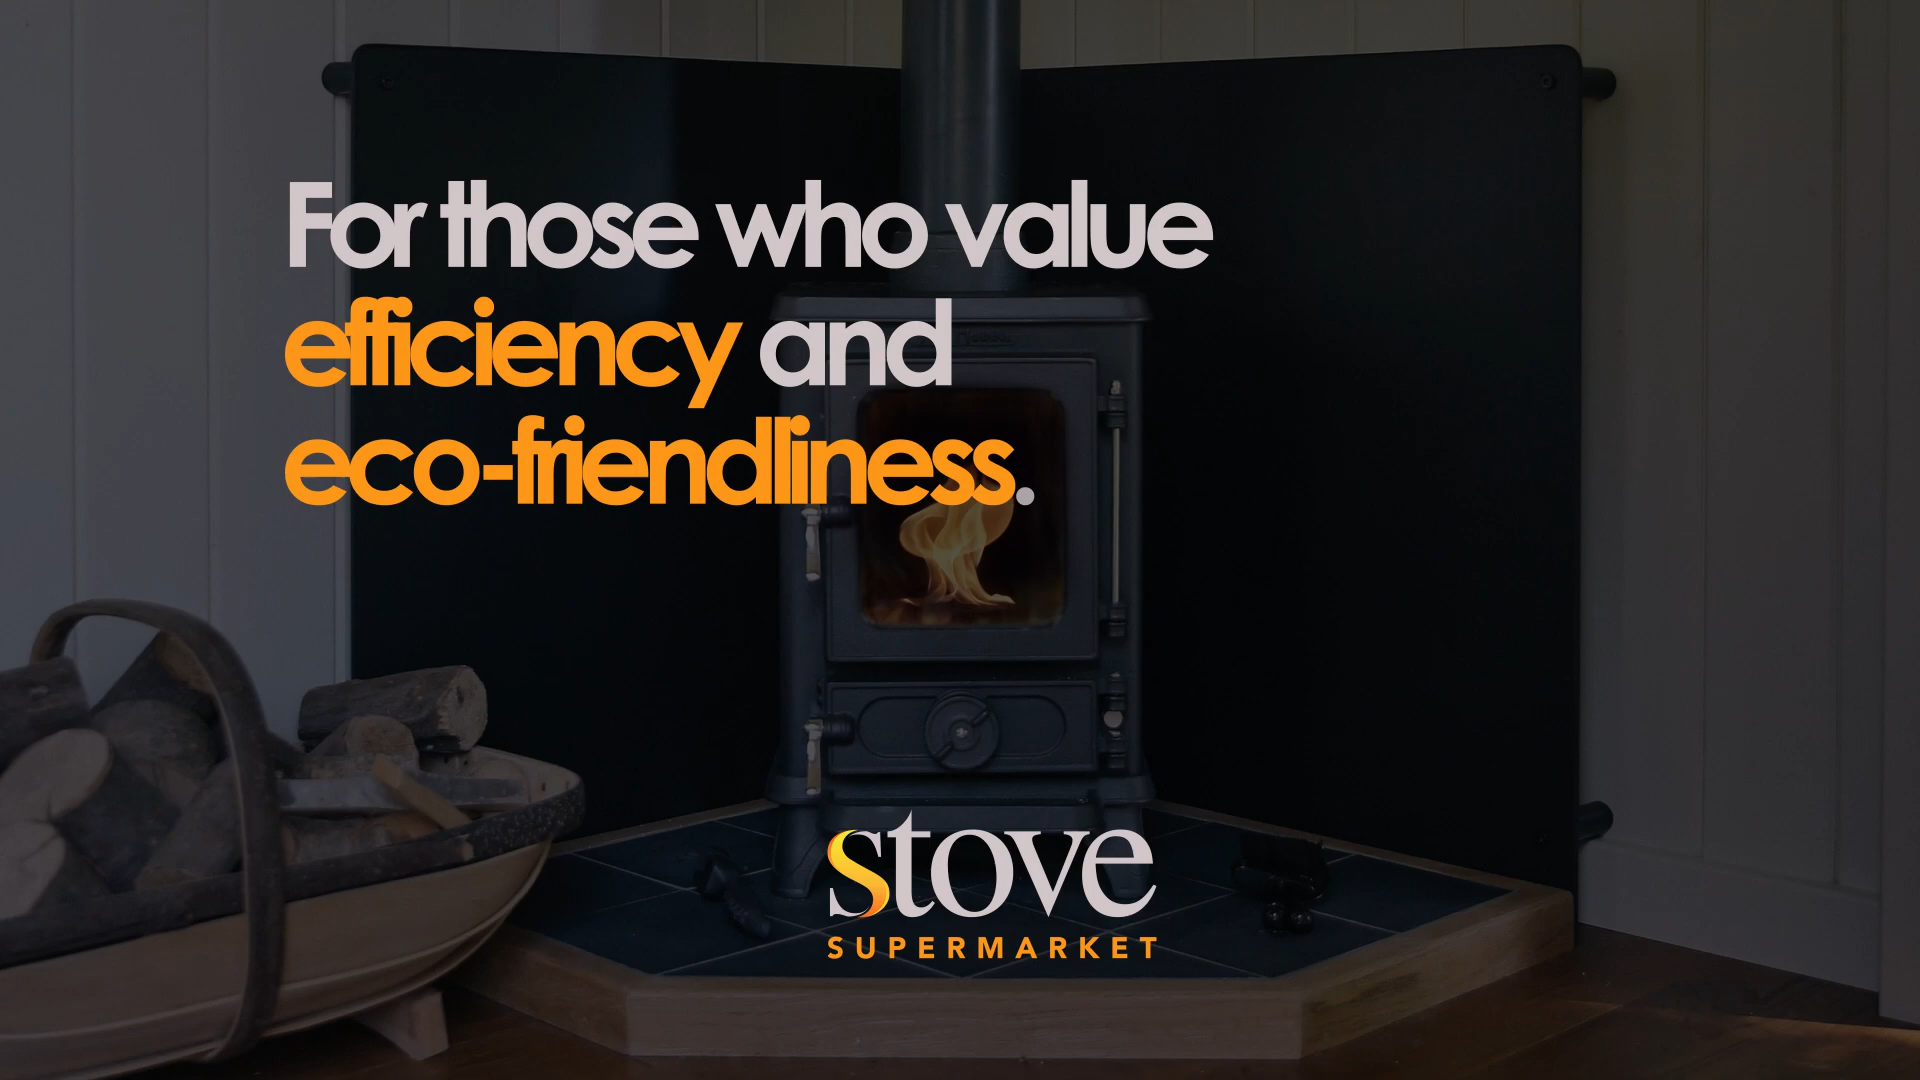 For those who value
efficiency and
eco-friendliness.
stove
SUPERMARKET